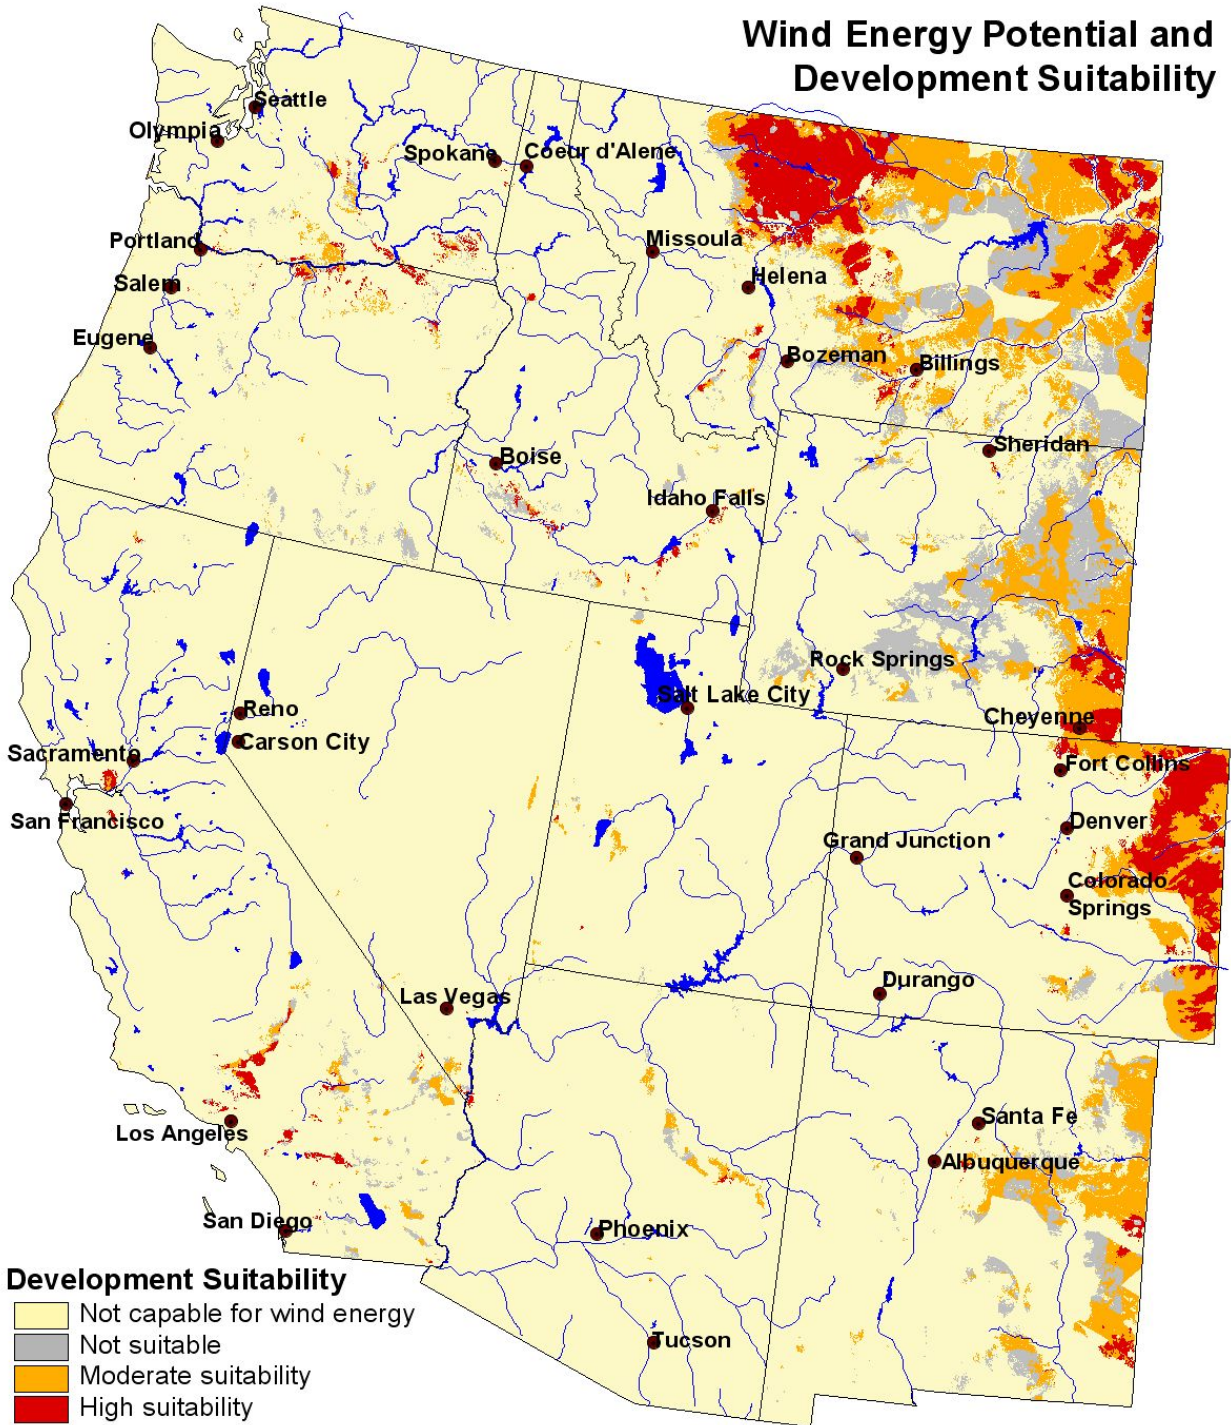 Wind Energy Potential and
Development Suitability
Seattle
Olympia
Spokane
Coeur d'Alene
Portland
Missoula
Salem
Helena
Eugene
Bozeman
Billings
Sheridan
Boise
Idaho Falls
Rock Springs
Salt Lake City
Reno
Cheyenne
Carson City
Sacramento
Fort Collins
San Francisco
Denver
Grand Junction
Colorado
Springs
Durango
Las Vegas
Santa Fe
Los Angeles
Albuquerque
San Diego
Phoenix
Tucson
Development Suitability
Not capable for wind energy
Not suitable
Moderate suitability
High suitability